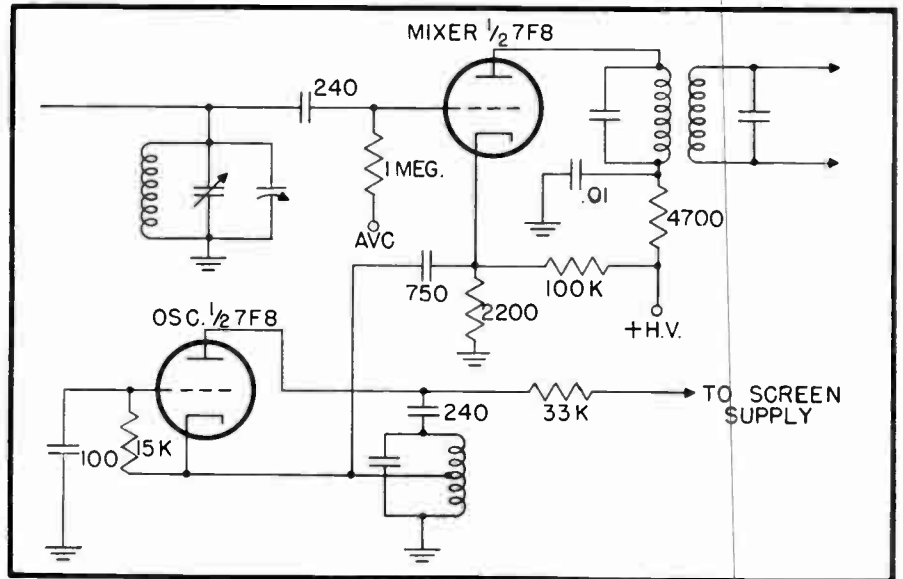 MIXER 1/2 7F8
240
1 MEG.
AVC
.01
4700
750
2200
100K
+H.V.
OSC. 1/2 7F8
100
15K
240
33K
TO SCREEN
SUPPLY